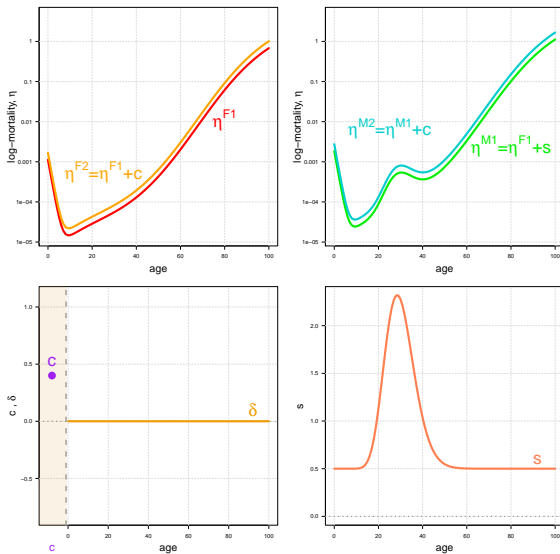 log−mortality, η
1
0.1
0.01
0.001
1e−04
1e−05
η^F1
η^F2=η^F1+c
0
20
40
60
80
100
age
log−mortality, η
1
0.1
0.01
0.001
1e−04
1e−05
η^M2=η^M1+c
η^M1=η^F1+s
0
20
40
60
80
100
age
c , δ
1.0
0.5
0.0
−0.5
c
δ
c
0
20
40
60
80
100
age
s
2.0
1.5
1.0
0.5
0.0
s
0
20
40
60
80
100
age